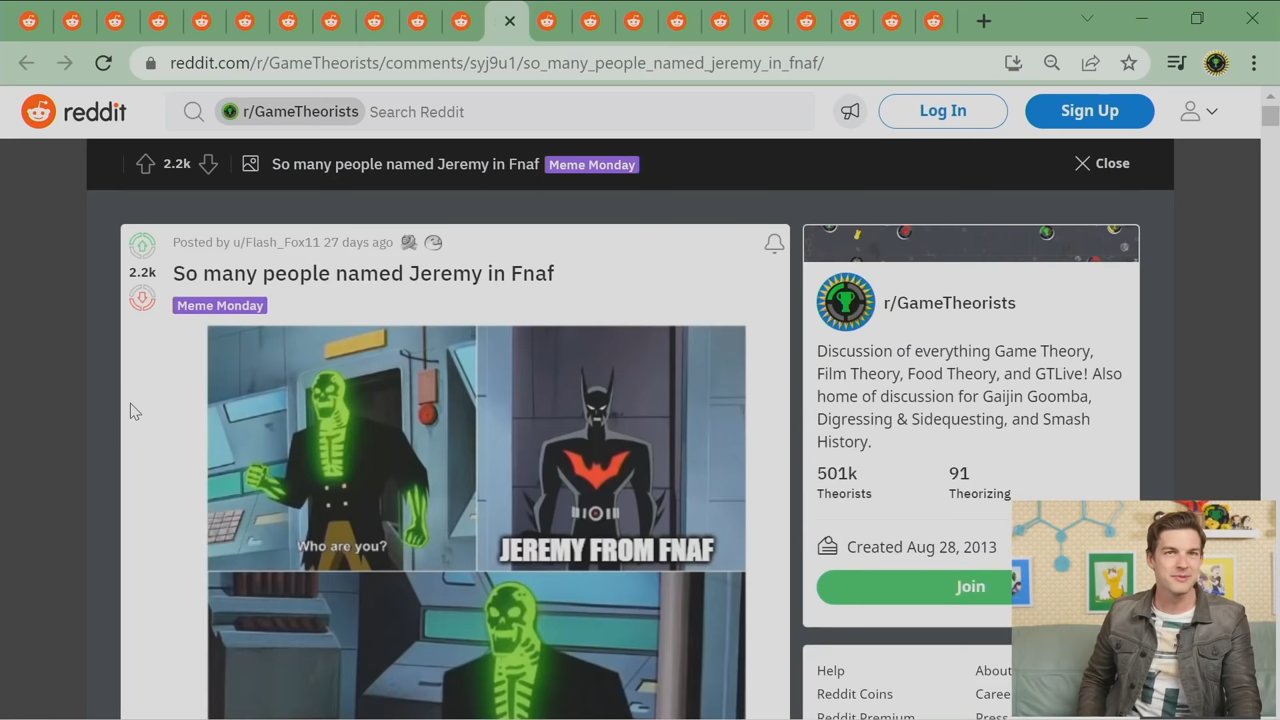 reddit.com/r/GameTheorists/comments/syj9u1/so_many_people_named_jeremy_in_fnaf/
reddit
r/GameTheorists
Search Reddit
Log In
Sign Up
2.2k
So many people named Jeremy in Fnaf
Meme Monday
Close
Posted by u/Flash_Fox11 27 days ago
2.2k
So many people named Jeremy in Fnaf
Meme Monday
Who are you?
JEREMY FROM FNAF
r/GameTheorists
Discussion of everything Game Theory,
Film Theory, Food Theory, and GTLive! Also
home of discussion for Gaijin Goomba,
Digressing & Sidequesting, and Smash
History.
501k
91
Theorists
Theorizing
Created Aug 28, 2013
Join
Help
About
Reddit Coins
Caree
Reddit Premium
Press